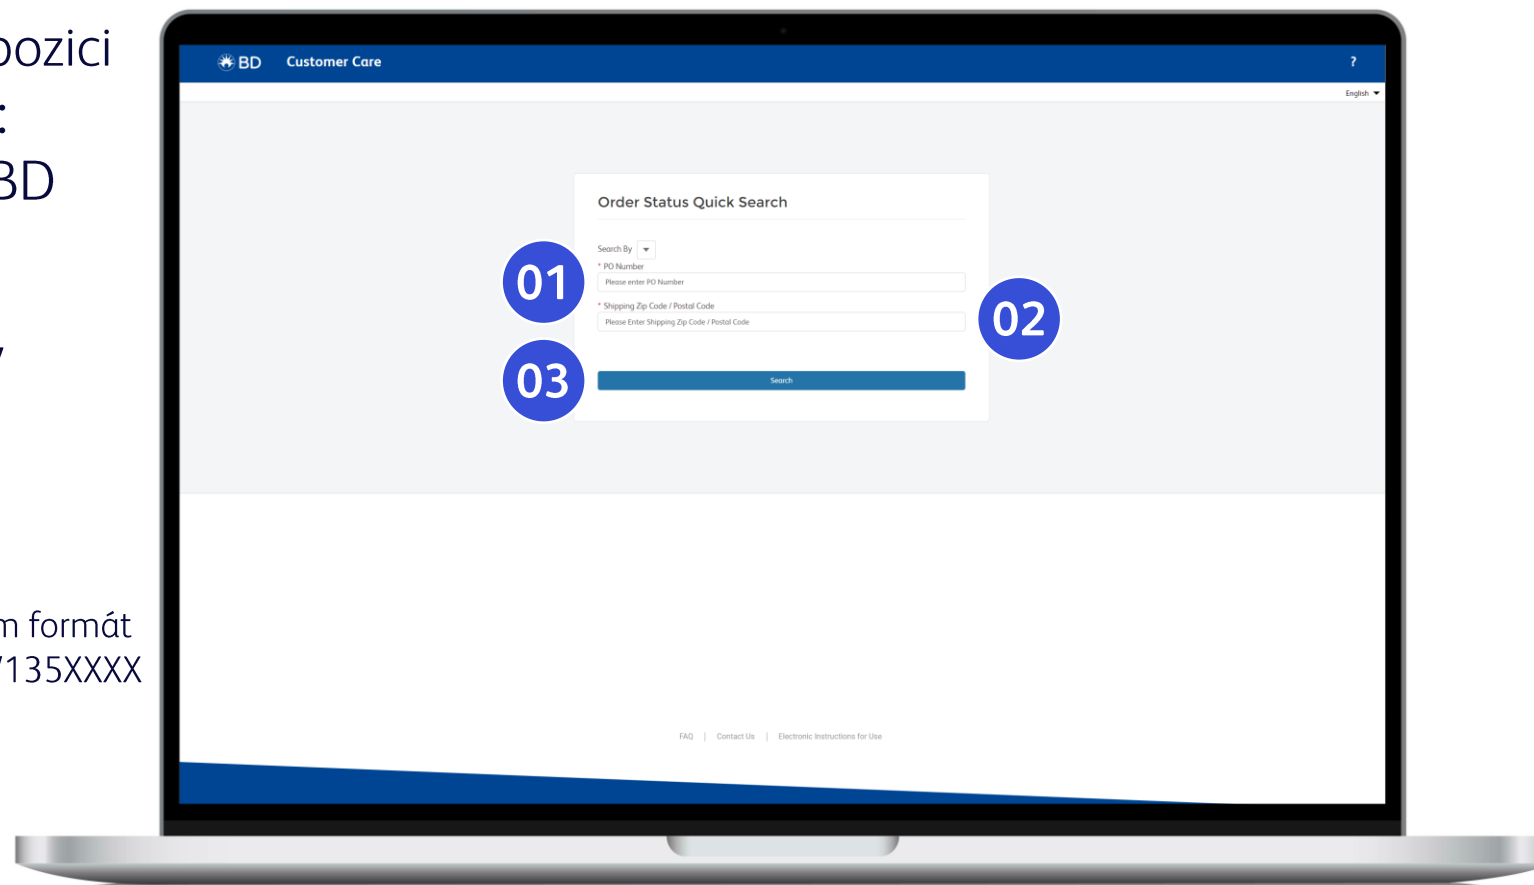 pozici
:
BD
formát
135XXXX
BD Customer Care ?
English
Order Status Quick Search
Search By
* PO Number
Please enter PO Number
* Shipping Zip Code / Postal Code
Please Enter Shipping Zip Code / Postal Code
Search
01
02
03
FAQ | Contact Us | Electronic Instructions for Use